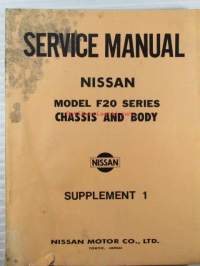 SERVICE MANUAL
NISSAN
MODEL F20 SERIES
CHASSIS AND BODY
NISSAN
SUPPLEMENT 1
NISSAN MOTOR CO., LTD.
TOKYO, JAPAN